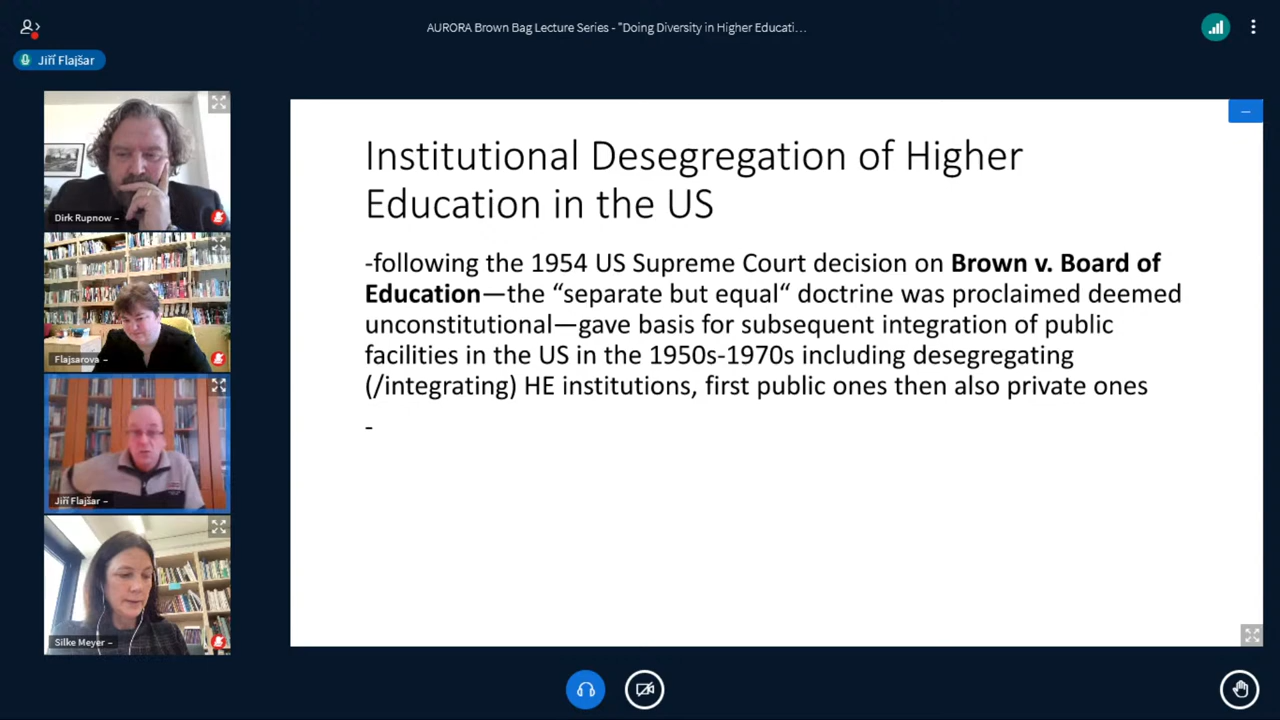 AURORA Brown Bag Lecture Series - "Doing Diversity in Higher Educati…
Jiří Flajšar
Dirk Rupnow –
Flajsarova –
Jiří Flajšar –
Silke Meyer –
Institutional Desegregation of Higher
Education in the US
-following the 1954 US Supreme Court decision on Brown v. Board of
Education—the “separate but equal“ doctrine was proclaimed deemed
unconstitutional—gave basis for subsequent integration of public
facilities in the US in the 1950s-1970s including desegregating
(/integrating) HE institutions, first public ones then also private ones
-